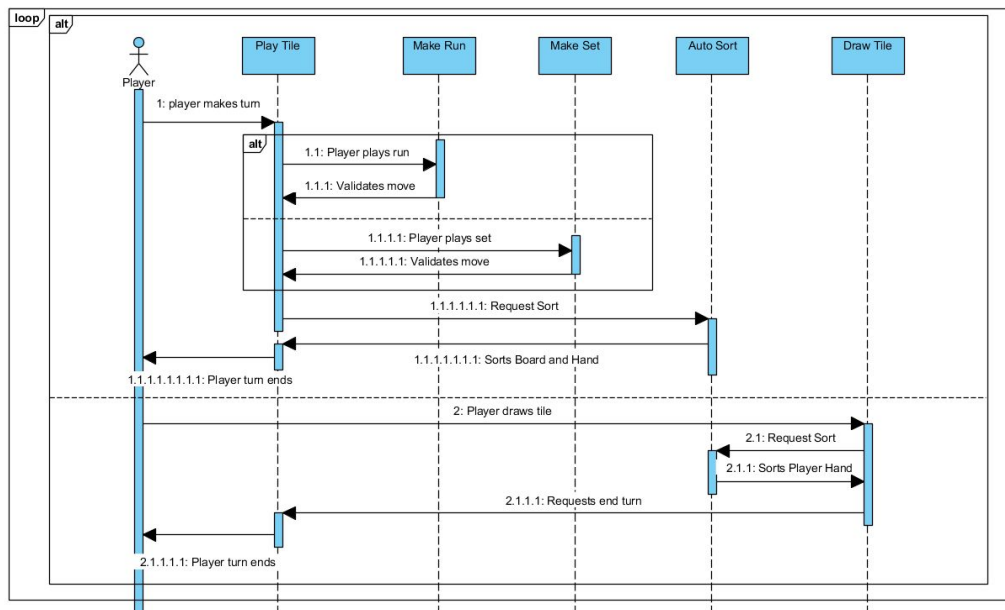 loop
alt
Play Tile
Make Run
Make Set
Auto Sort
Draw Tile
Player
1: player makes turn
alt
1.1: Player plays run
1.1.1: Validates move
1.1.1.1: Player plays set
1.1.1.1.1: Validates move
1.1.1.1.1.1: Request Sort
1.1.1.1.1.1.1: Sorts Board and Hand
1.1.1.1.1.1.1.1: Player turn ends
2: Player draws tile
2.1: Request Sort
2.1.1: Sorts Player Hand
2.1.1.1: Requests end turn
2.1.1.1.1: Player turn ends